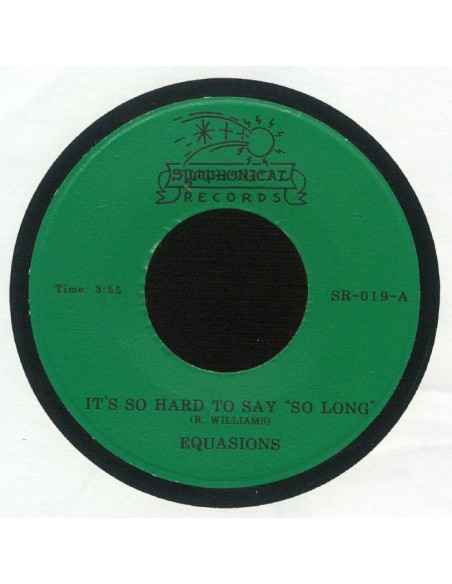 SYMPHONICAL
RECORDS
Time: 3:55
SR-019-A
IT'S SO HARD TO SAY "SO LONG"
(R. WILLIAMS)
EQUASIONS